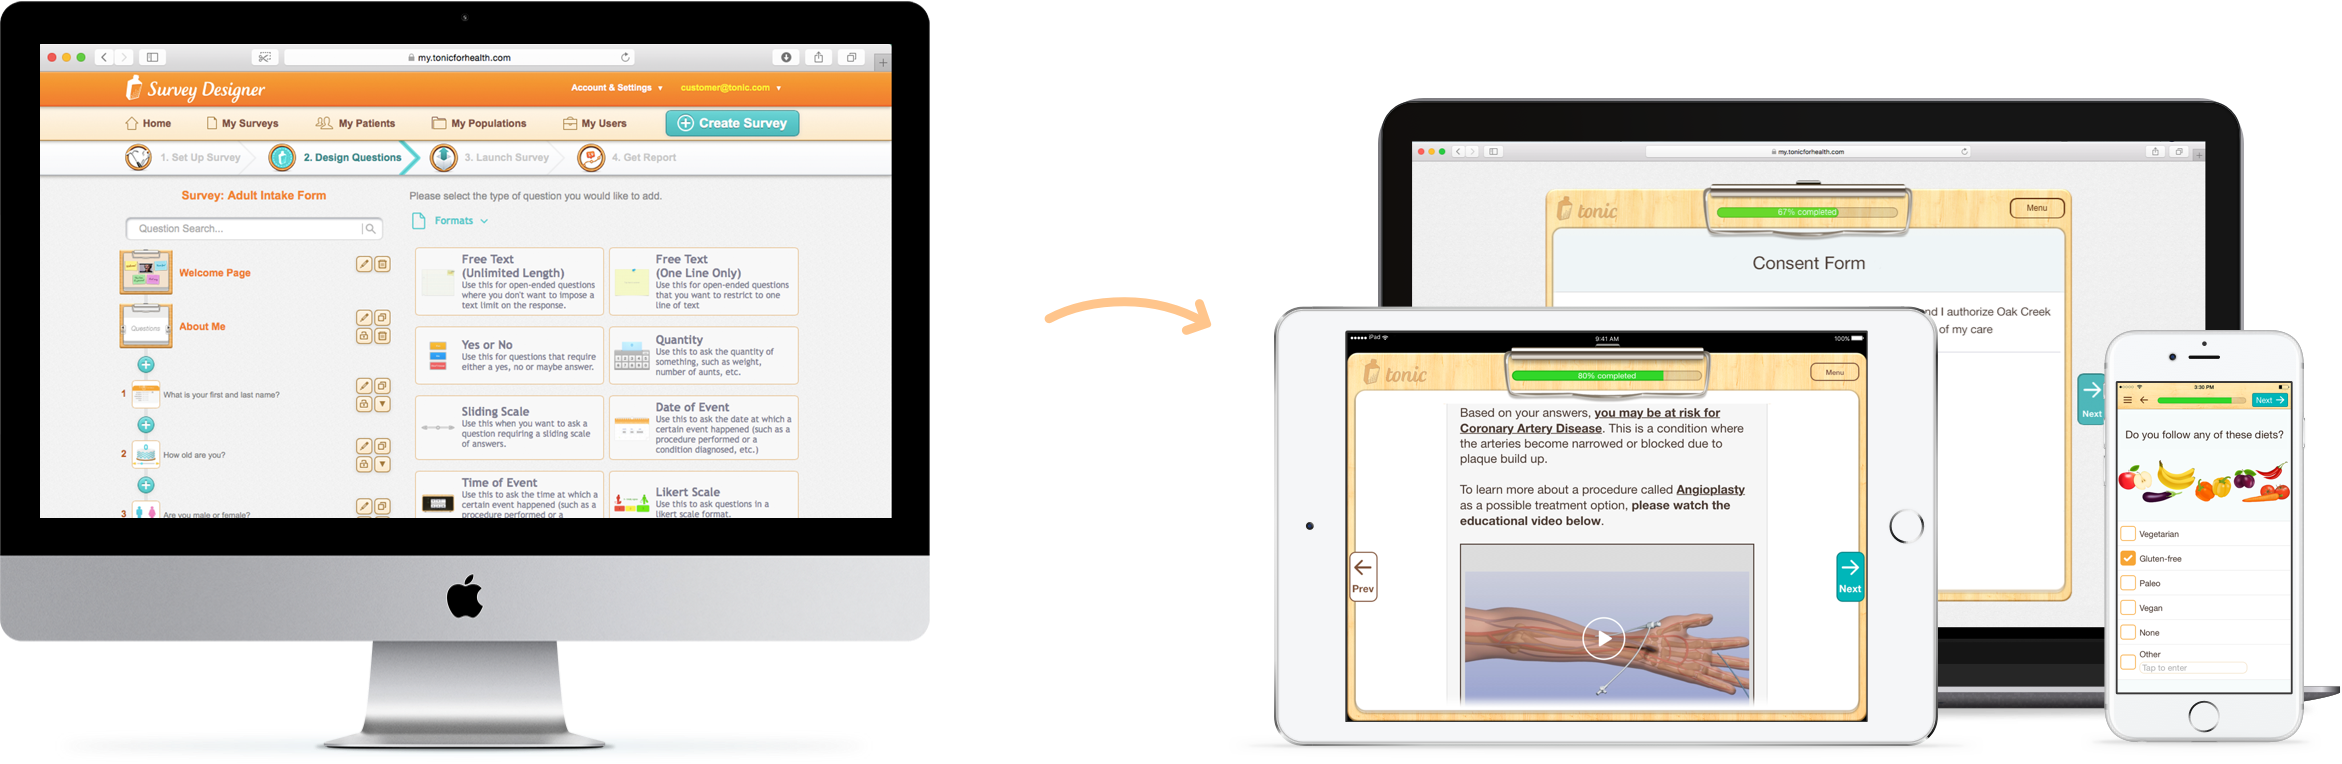 my.tonicforhealth.com
Survey Designer
Account & Settings ▼
customer@tonic.com ▼
Home
My Surveys
My Patients
My Populations
My Users
Create Survey
1. Set Up Survey
2. Design Questions
3. Launch Survey
4. Get Report
Survey: Adult Intake Form
Question Search...
Welcome Page
Questions
About Me
1 What is your first and last name?
2 How old are you?
3 Are you male or female?
Please select the type of question you would like to add.
Formats
Free Text
(Unlimited Length)
Use this for open-ended questions
where you don't want to impose a
text limit on the response.
Free Text
(One Line Only)
Use this for open-ended questions
that you want to restrict to one
line of text
Yes or No
Use this for questions that require
either a yes, no or maybe answer.
Quantity
Use this to ask the quantity of
something, such as weight,
number of aunts, etc.
Sliding Scale
Use this when you want to ask a
question requiring a sliding scale
of answers.
Date of Event
Use this to ask the date at which a
certain event happened (such as a
procedure performed or a
condition diagnosed, etc.)
Time of Event
Use this to ask the time at which a
certain event happened (such as a
procedure performed or a
Likert Scale
Use this to ask questions in a
likert scale format.
my.tonicforhealth.com
tonic
67% completed
Menu
Consent Form
nd I authorize Oak Creek
of my care
Next
iPad
9:41 AM
100%
tonic
80% completed
Menu
Based on your answers, you may be at risk for
Coronary Artery Disease. This is a condition where
the arteries become narrowed or blocked due to
plaque build up.
To learn more about a procedure called Angioplasty
as a possible treatment option, please watch the
educational video below.
Prev
Next
3:30 PM
Next
Do you follow any of these diets?
Vegetarian
Gluten-free
Paleo
Vegan
None
Other
Tap to enter